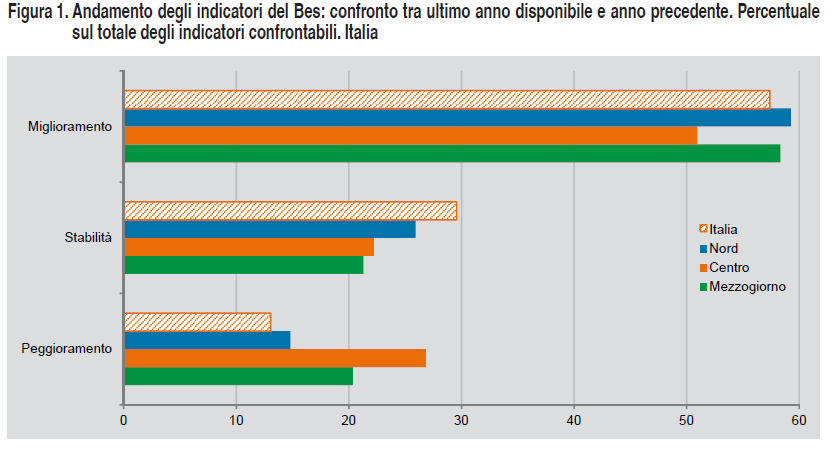 Figura 1. Andamento degli indicatori del Bes: confronto tra ultimo anno disponibile e anno precedente. Percentuale
sul totale degli indicatori confrontabili. Italia
Miglioramento
Stabilità
Peggioramento
Italia
Nord
Centro
Mezzogiorno
0 10 20 30 40 50 60